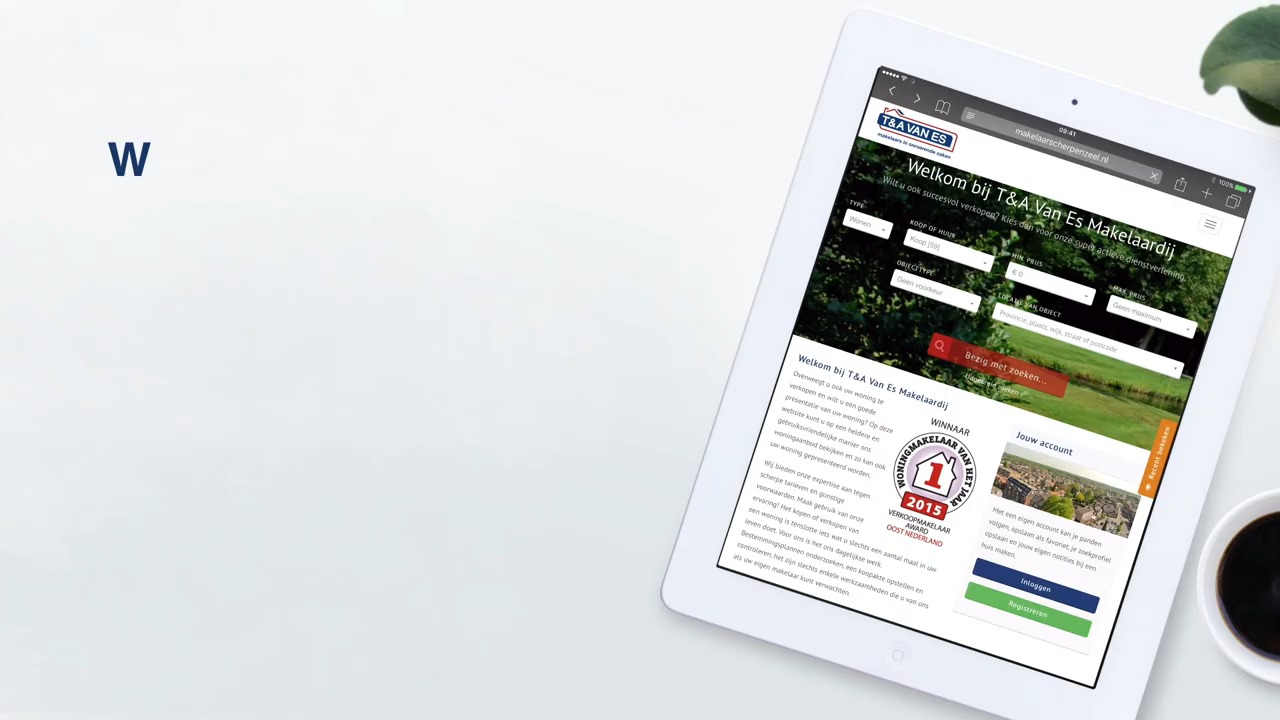 W
09:41
100%
makelaarscherpenzeel.nl
T&A VAN ES
makelaars in onroerende zaken
Welkom bij T&A Van Es Makelaardij
Wilt u ook succesvol verkopen? Kies dan voor onze super actieve dienstverlening.
TYPE
Wonen
KOOP OF HUUR
Koop [59]
MIN. PRIJS
€ 0
MAX. PRIJS
Geen maximum
OBJECTTYPE
Geen voorkeur
LOCATIE VAN OBJECT
Provincie, plaats, wijk, straat of postcode
Bezig met zoeken...
Uitgebreid zoeken
Recent bekeken
Welkom bij T&A Van Es Makelaardij
Overweegt u ook uw woning te
verkopen en wilt u een goede
presentatie van uw woning? Op deze
website kunt u op een heldere en
gebruiksvriendelijke manier ons
woningaanbod bekijken en zo kan ook
uw woning gepresenteerd worden.
Wij bieden onze expertise aan tegen
scherpe tarieven en gunstige
voorwaarden. Maak gebruik van onze
ervaring! Het kopen of verkopen van
een woning is tenslotte iets wat u slechts een aantal maal in uw
leven doet. Voor ons is het ons dagelijkse werk.
Bestemmingsplannen onderzoeken, een koopakte opstellen en
controleren, het zijn slechts enkele werkzaamheden die u van ons
als uw eigen makelaar kunt verwachten.
WINNAAR
WONINGMAKELAAR VAN HET JAAR
1
2015
VERKOOPMAKELAAR
AWARD
OOST NEDERLAND
Jouw account
Met een eigen account kan je panden
volgen, opslaan als favoriet, je zoekprofiel
opslaan en jouw eigen notities bij een
huis maken.
Inloggen
Registreren